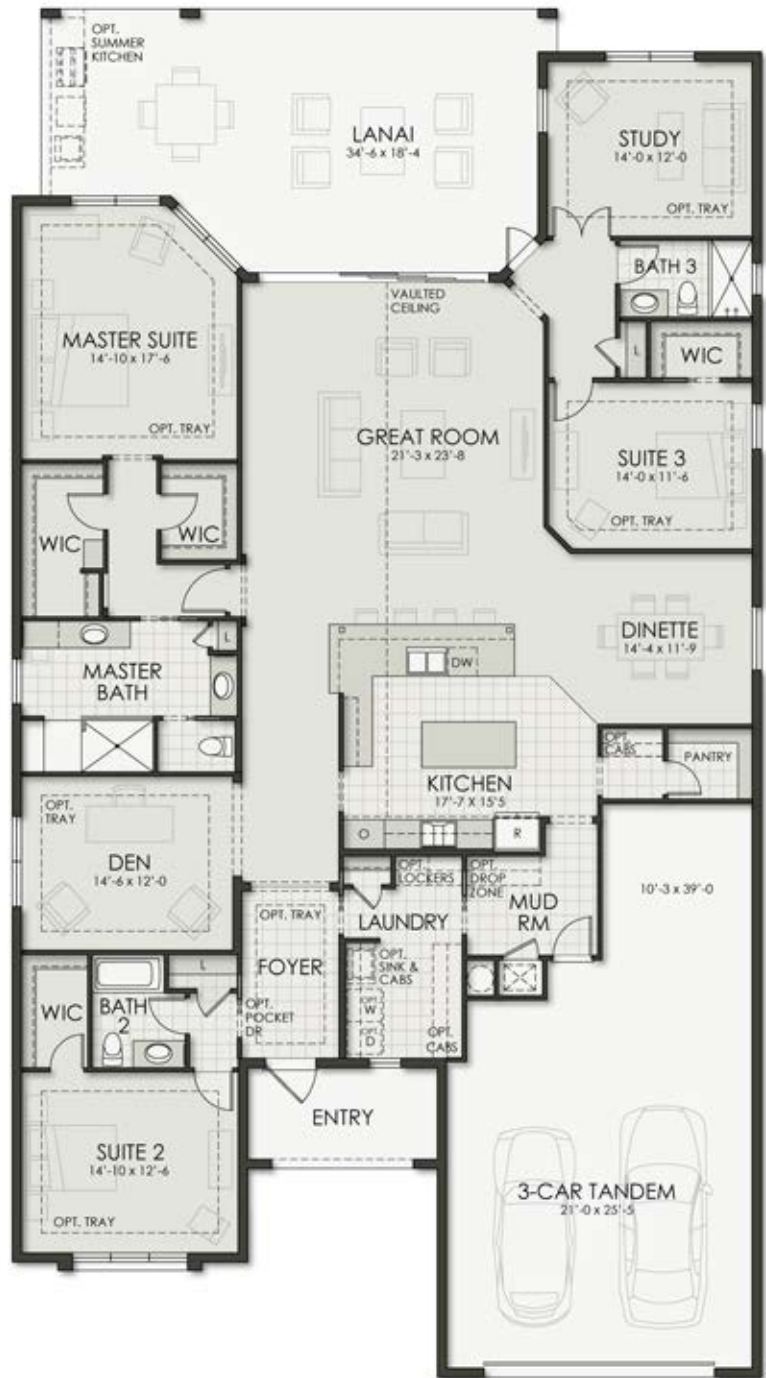 OPT.
SUMMER
KITCHEN
LANAI
34'-6 x 18'-4
STUDY
14'-0 x 12'-0
OPT. TRAY
BATH 3
VAULTED
CEILING
MASTER SUITE
14'-10 x 17'-6
OPT. TRAY
L
WIC
GREAT ROOM
21'-3 x 23'-8
SUITE 3
14'-0 x 11'-6
OPT. TRAY
WIC
WIC
DINETTE
14'-4 x 11'-9
L
MASTER
BATH
DW
OPT.
CABS
PANTRY
KITCHEN
17'-7 x 15'5
OPT.
TRAY
O
R
DEN
14'-6 x 12'-0
OPT.
LOCKERS
OPT.
DROP
ZONE
MUD
RM
10'-3 x 39'-0
OPT. TRAY
LAUNDRY
FOYER
OPT.
SINK &
CABS
L
WIC
BATH
2
OPT.
POCKET
DR
OPT
W
OPT
D
OPT. CABS
ENTRY
SUITE 2
14'-10 x 12'-6
OPT. TRAY
3-CAR TANDEM
21'-0 x 25'-5